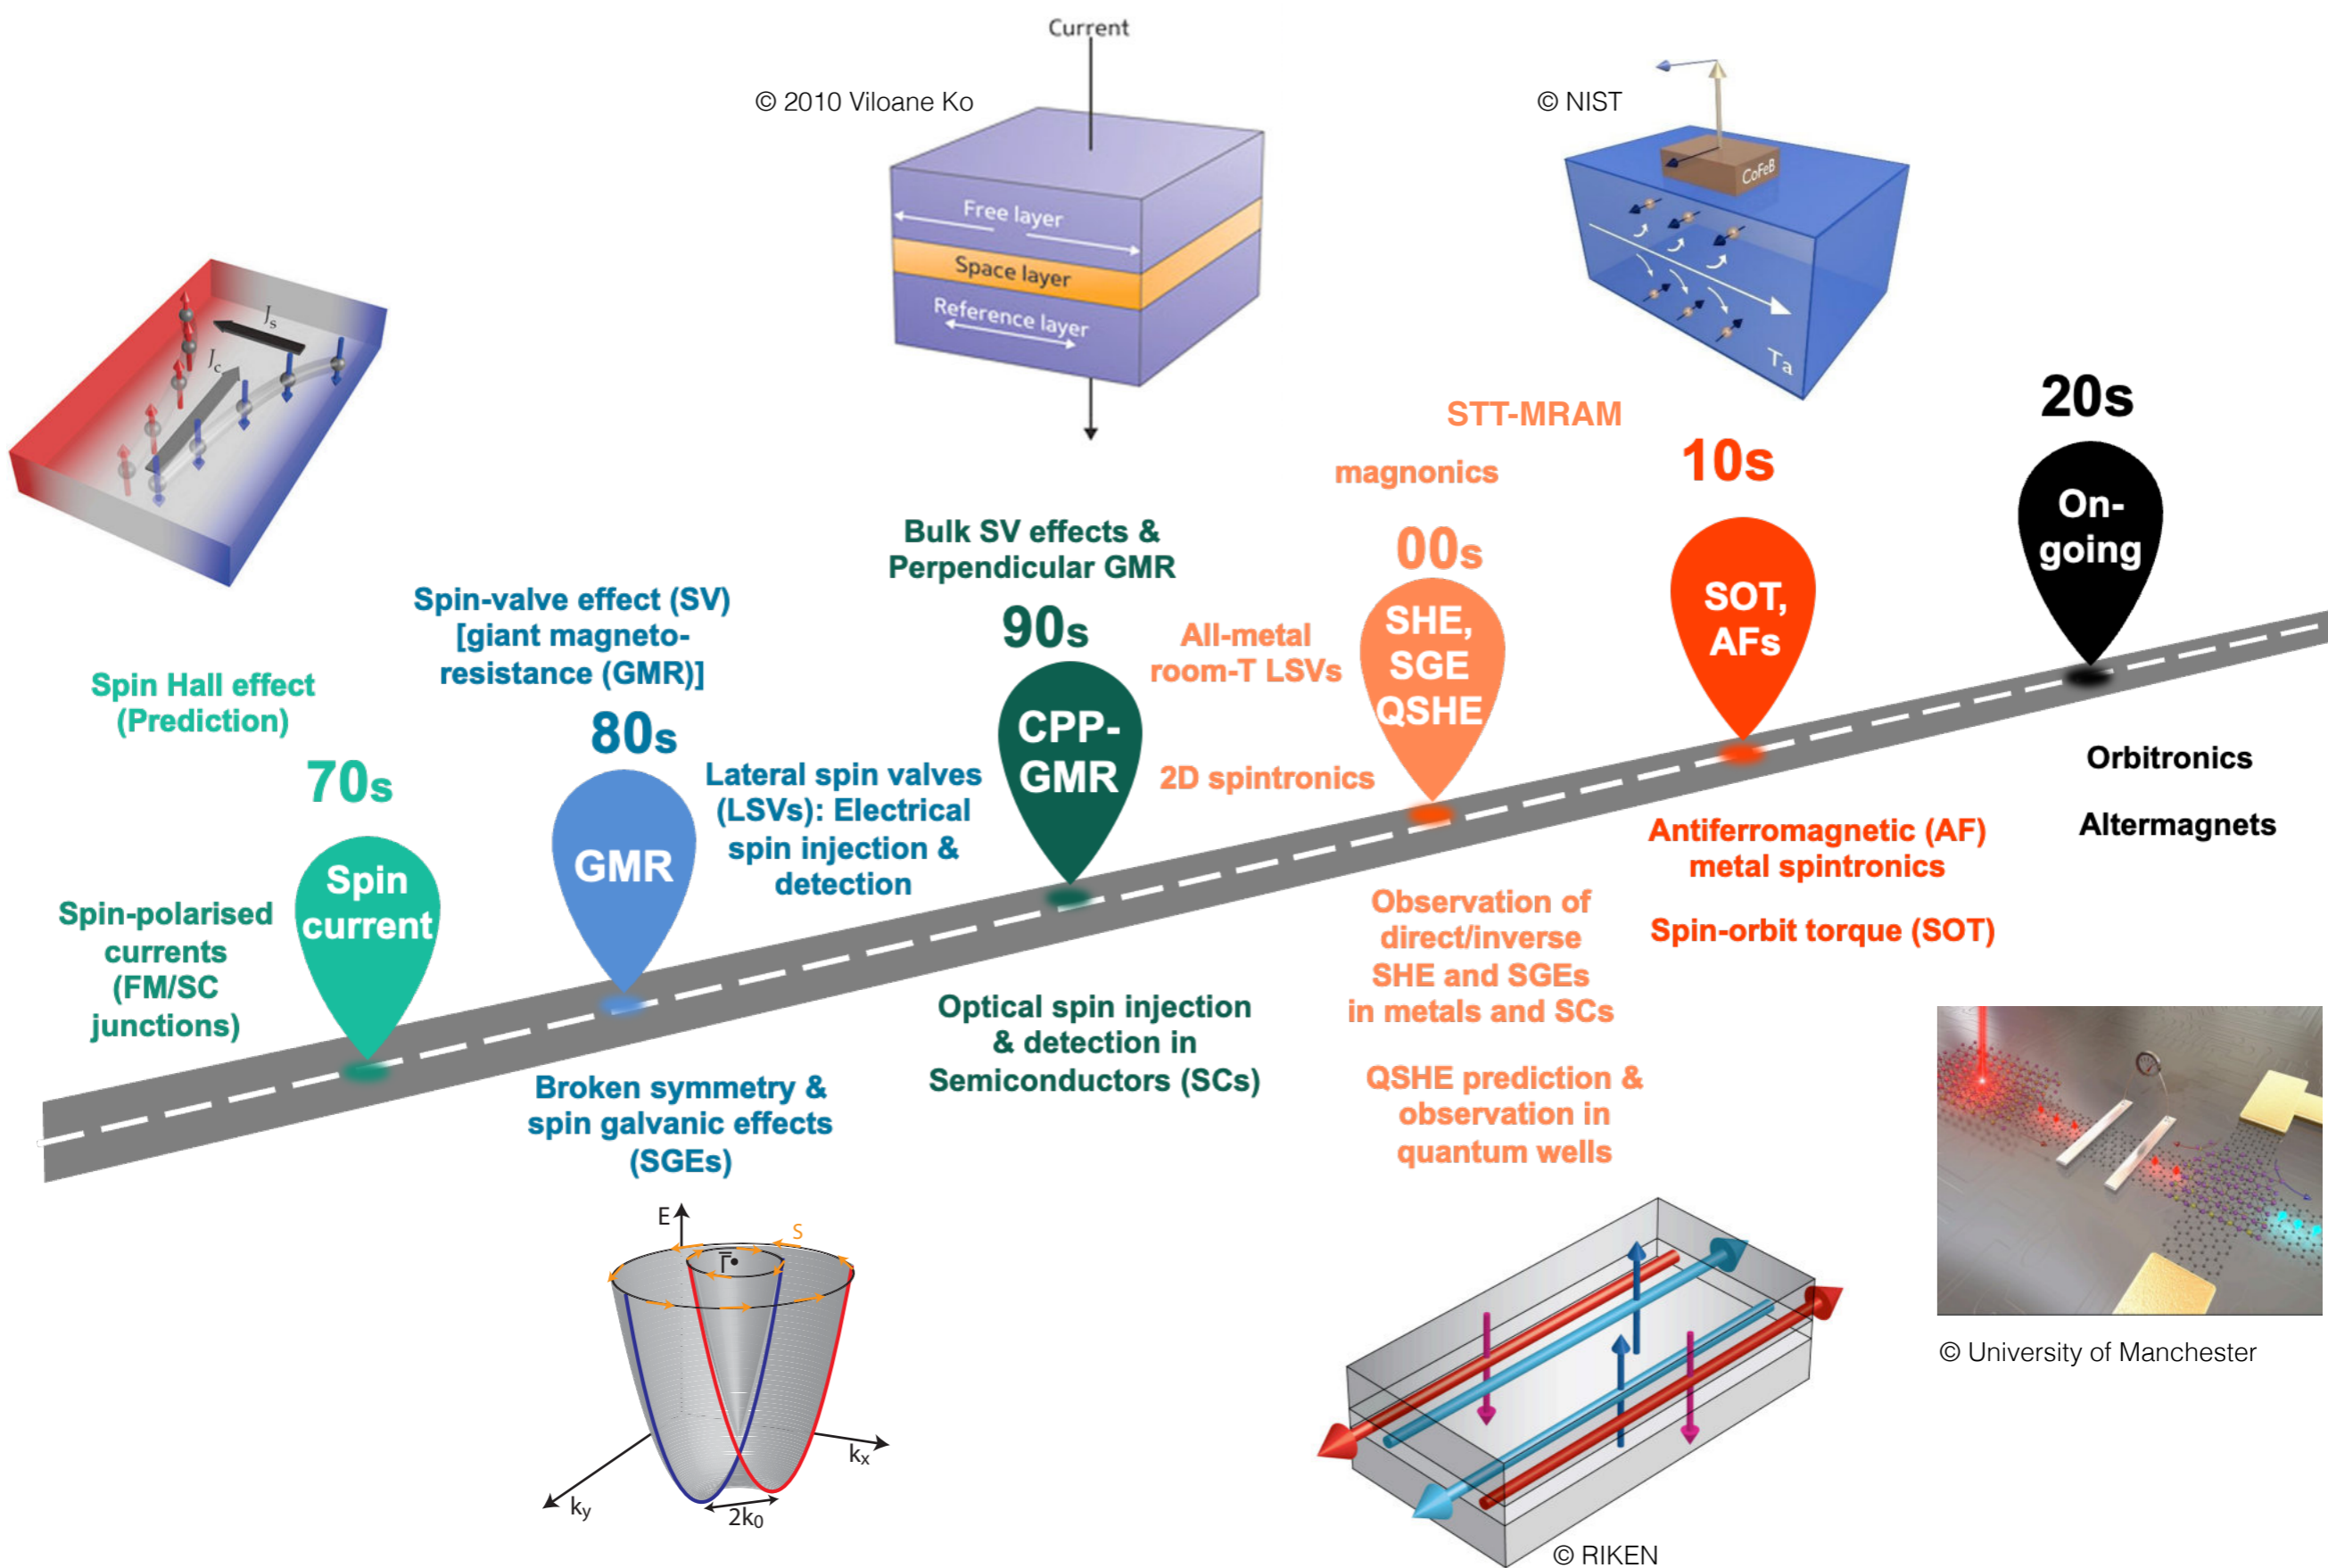 Current
© 2010 Viloane Ko
Free layer
Space layer
Reference layer
© NIST
CoFeB
Ta
Js
Jc
Spin Hall effect
(Prediction)
70s
Spin
current
Spin-polarised
currents
(FM/SC
junctions)
Spin-valve effect (SV)
[giant magneto-
resistance (GMR)]
80s
GMR
Lateral spin valves
(LSVs): Electrical
spin injection &
detection
Broken symmetry &
spin galvanic effects
(SGEs)
E
S
Γ̅
kx
ky
2k0
Bulk SV effects &
Perpendicular GMR
90s
CPP-
GMR
Optical spin injection
& detection in
Semiconductors (SCs)
STT-MRAM
magnonics
00s
SHE,
SGE
QSHE
All-metal
room-T LSVs
2D spintronics
Observation of
direct/inverse
SHE and SGEs
in metals and SCs
QSHE prediction &
observation in
quantum wells
© RIKEN
10s
SOT,
AFs
Antiferromagnetic (AF)
metal spintronics
Spin-orbit torque (SOT)
20s
On-
going
Orbitronics
Altermagnets
© University of Manchester